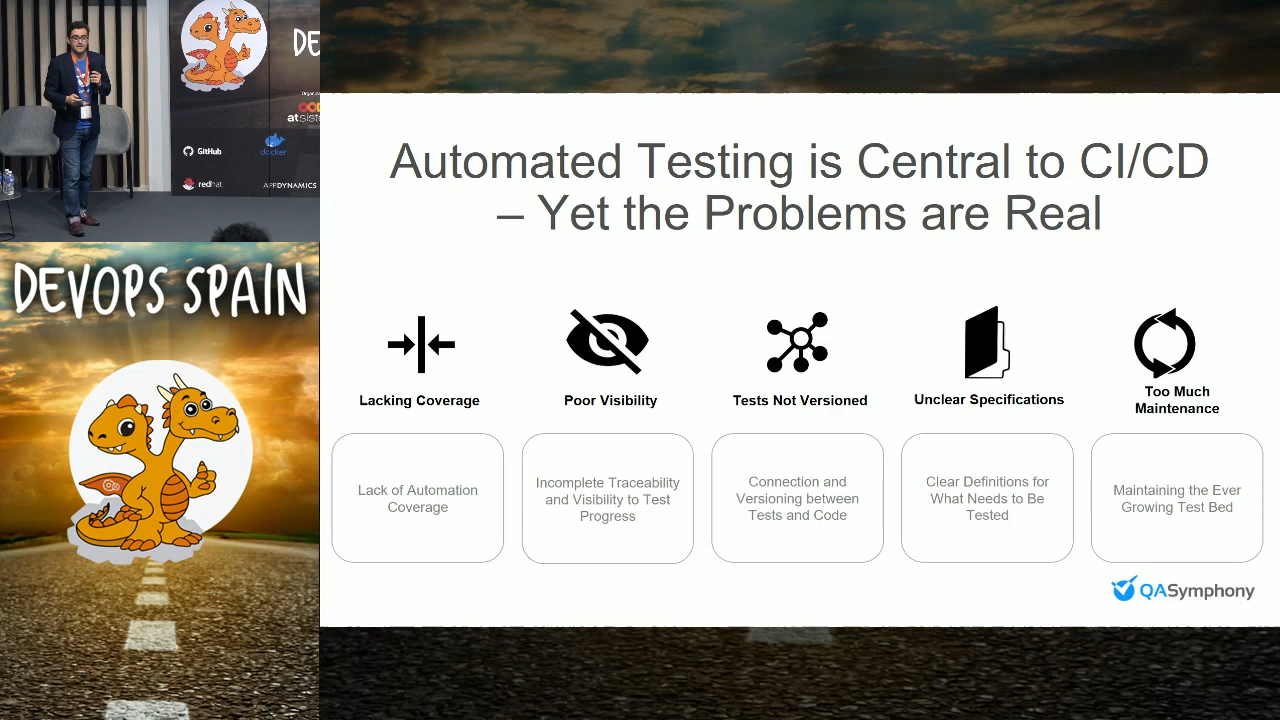 DE
Organiz
atsiste
GitHub
docker
redhat
APPDYNAMICS
DEVOPS SPAIN
Automated Testing is Central to CI/CD
– Yet the Problems are Real
Lacking Coverage
Poor Visibility
Tests Not Versioned
Unclear Specifications
Too Much
Maintenance
Lack of Automation
Coverage
Incomplete Traceability
and Visibility to Test
Progress
Connection and
Versioning between
Tests and Code
Clear Definitions for
What Needs to Be
Tested
Maintaining the Ever
Growing Test Bed
QASymphony